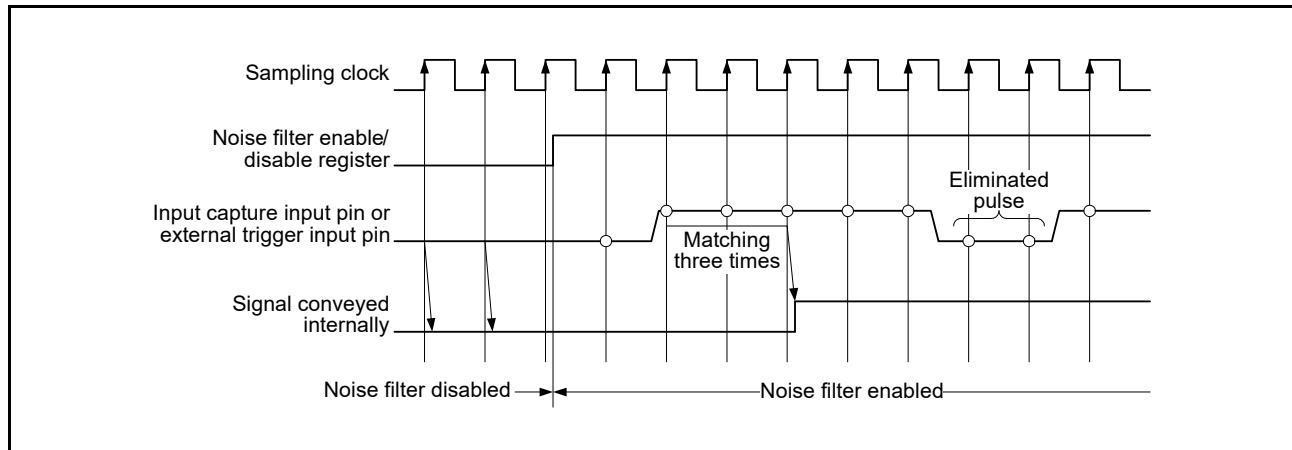 Sampling clock
Noise filter enable/
disable register
Input capture input pin or
external trigger input pin
Eliminated
pulse
Matching
three times
Signal conveyed
internally
Noise filter disabled
Noise filter enabled